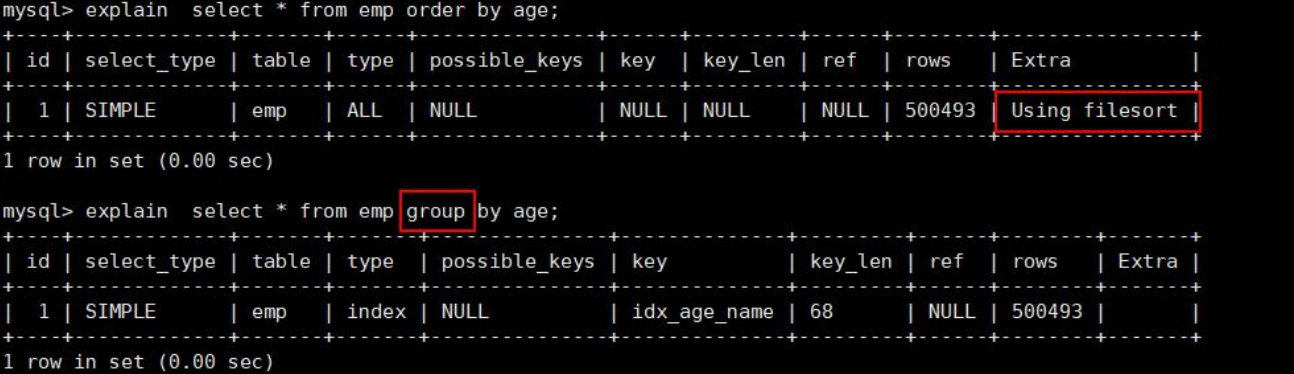 mysql> explain  select * from emp order by age;
+----+-------------+-------+------+---------------+------+---------+------+--------+----------------+
| id | select_type | table | type | possible_keys | key  | key_len | ref  | rows   | Extra          |
+----+-------------+-------+------+---------------+------+---------+------+--------+----------------+
|  1 | SIMPLE      | emp   | ALL  | NULL          | NULL | NULL    | NULL | 500493 | Using filesort |
+----+-------------+-------+------+---------------+------+---------+------+--------+----------------+
1 row in set (0.00 sec)
mysql> explain  select * from emp group by age;
+----+-------------+-------+-------+---------------+--------------+---------+------+--------+-------+
| id | select_type | table | type  | possible_keys | key          | key_len | ref  | rows   | Extra |
+----+-------------+-------+-------+---------------+--------------+---------+------+--------+-------+
|  1 | SIMPLE      | emp   | index | NULL          | idx_age_name | 68      | NULL | 500493 |       |
+----+-------------+-------+-------+---------------+--------------+---------+------+--------+-------+
1 row in set (0.00 sec)